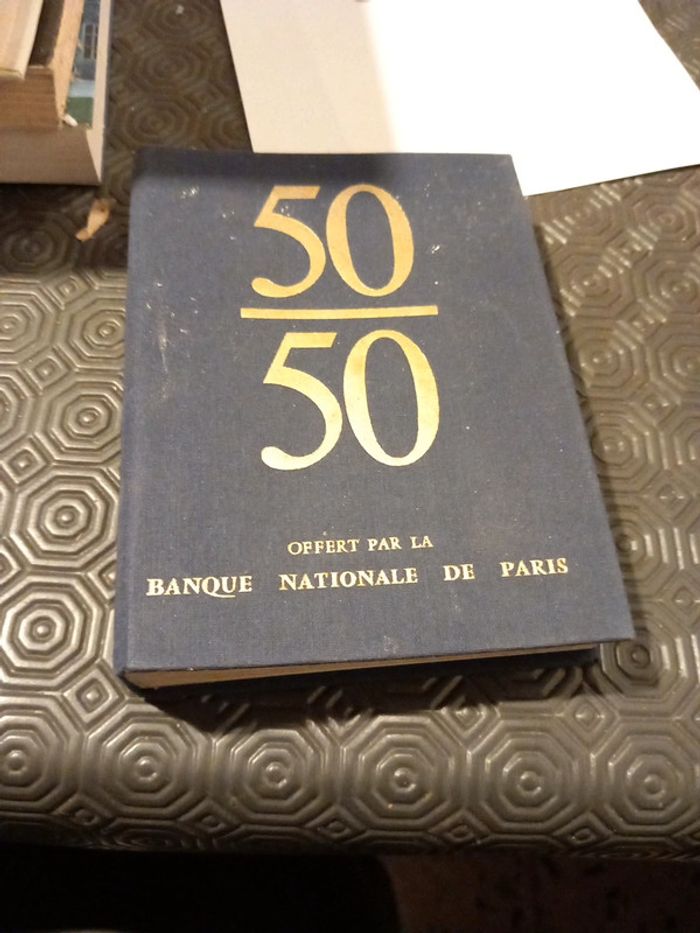 50
50
OFFERT PAR LA
BANQUE NATIONALE DE PARIS